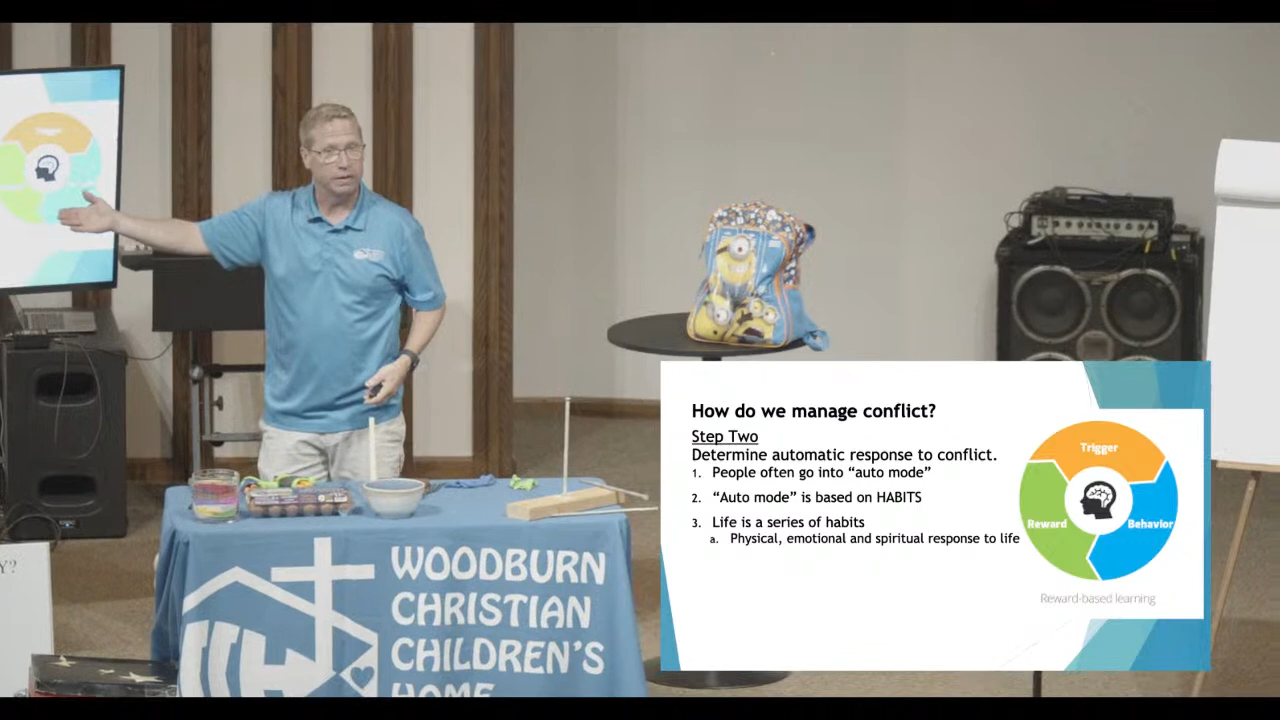 Trigger
Y?
WOODBURN
CHRISTIAN
CHILDREN'S
HOME
How do we manage conflict?
Step Two
Determine automatic response to conflict.
1. People often go into “auto mode”
2. “Auto mode” is based on HABITS
3. Life is a series of habits
a. Physical, emotional and spiritual response to life
Trigger
Reward
Behavior
Reward-based learning